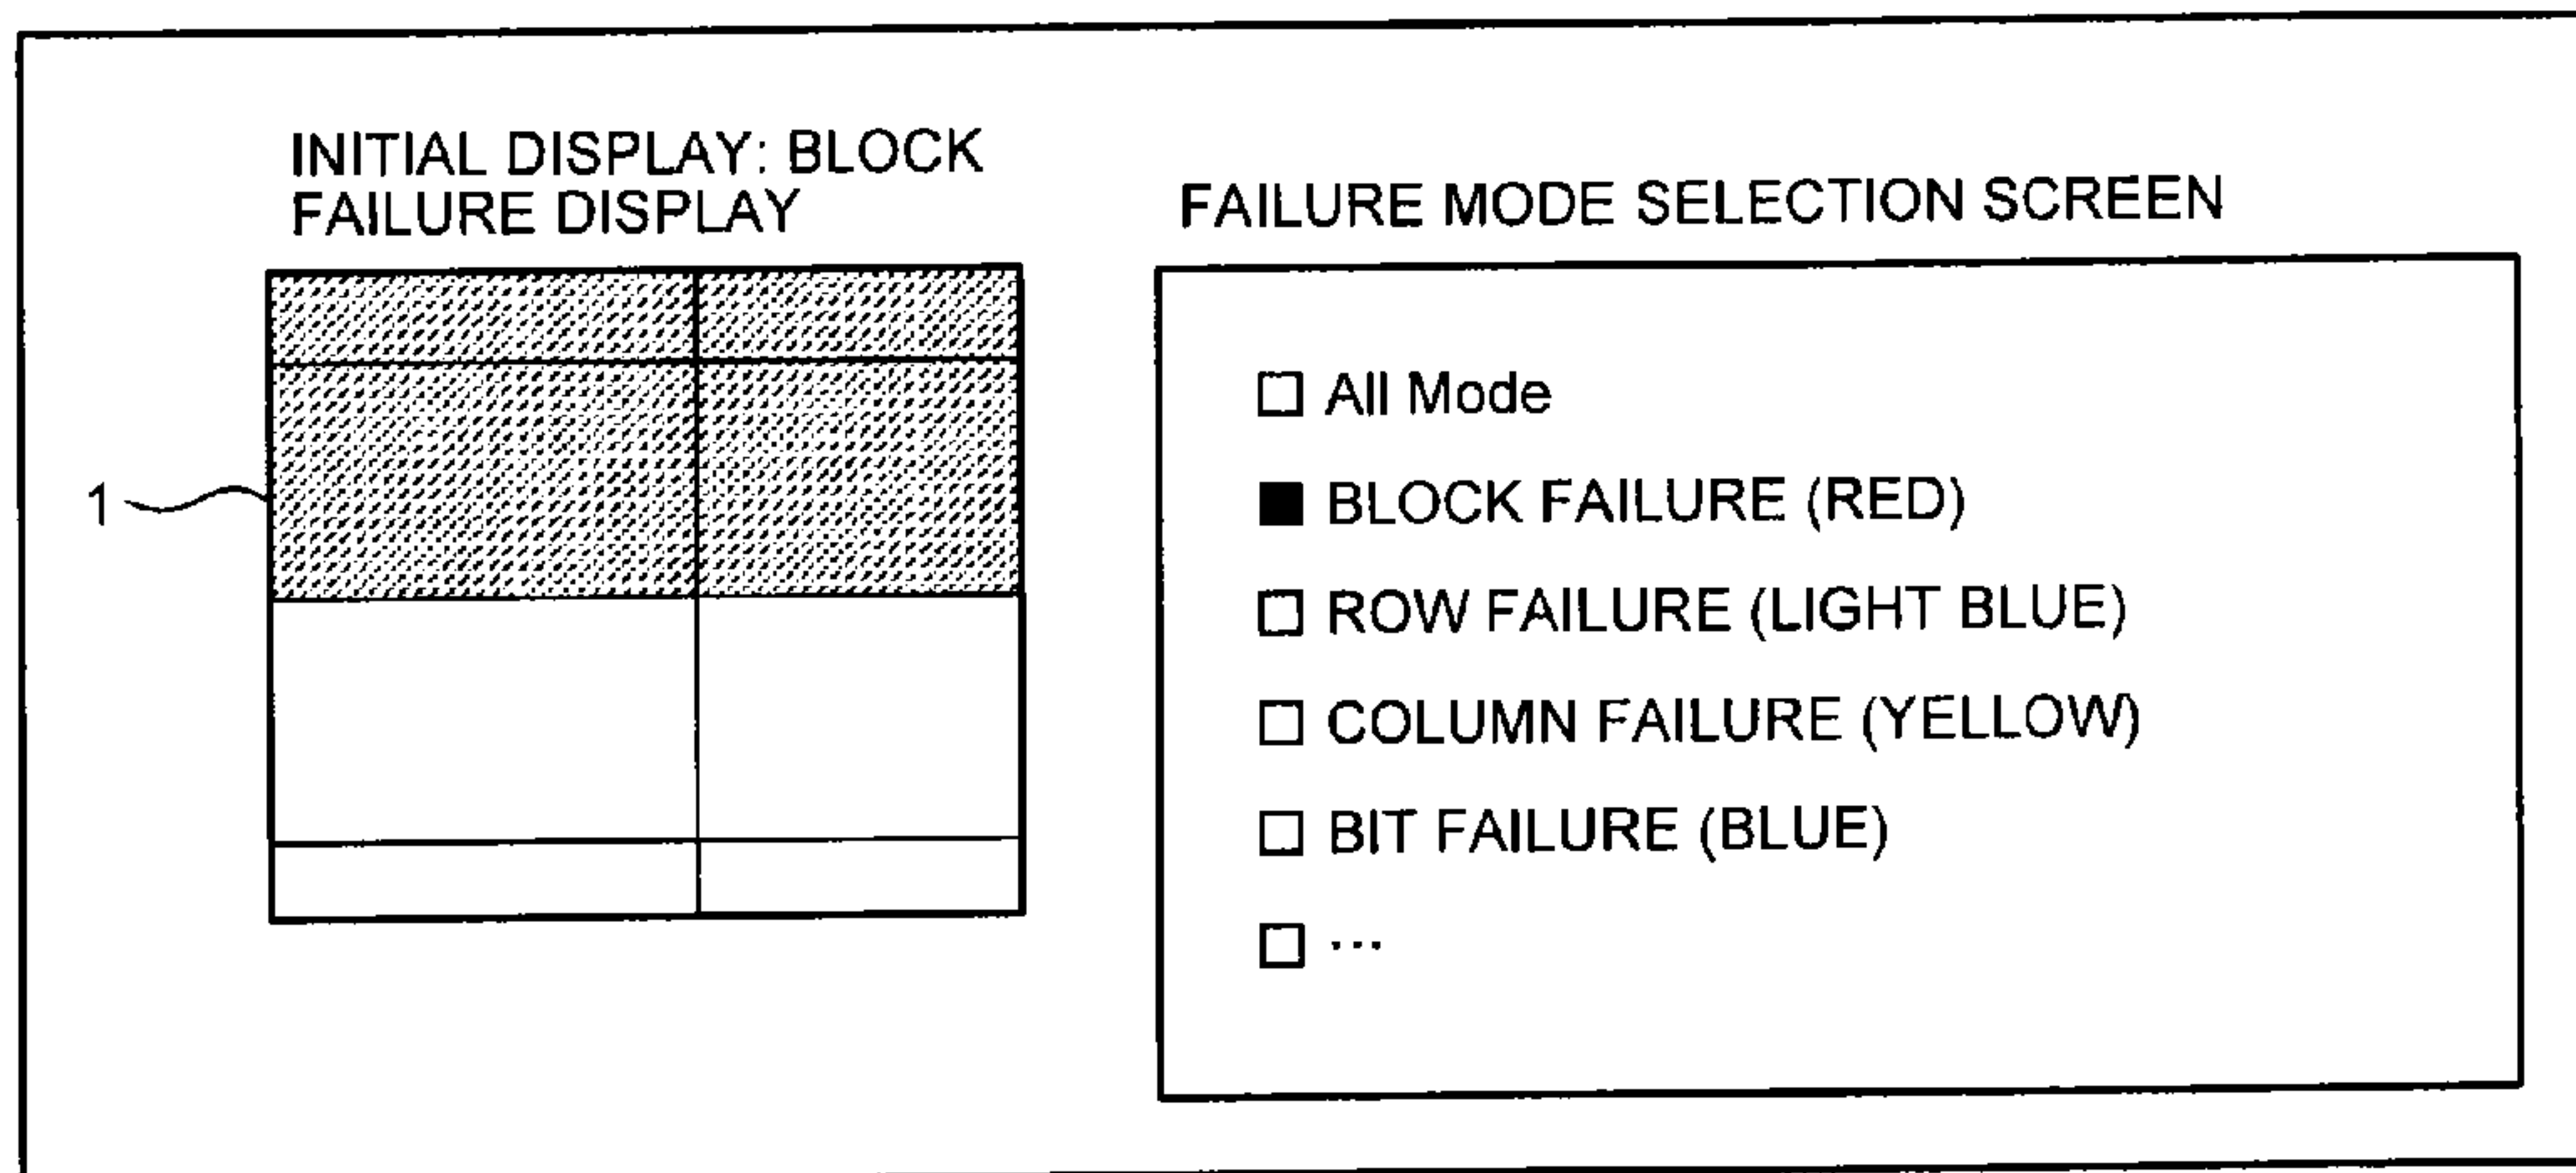 INITIAL DISPLAY: BLOCK
FAILURE DISPLAY
1
FAILURE MODE SELECTION SCREEN
All Mode
BLOCK FAILURE (RED)
ROW FAILURE (LIGHT BLUE)
COLUMN FAILURE (YELLOW)
BIT FAILURE (BLUE)
...